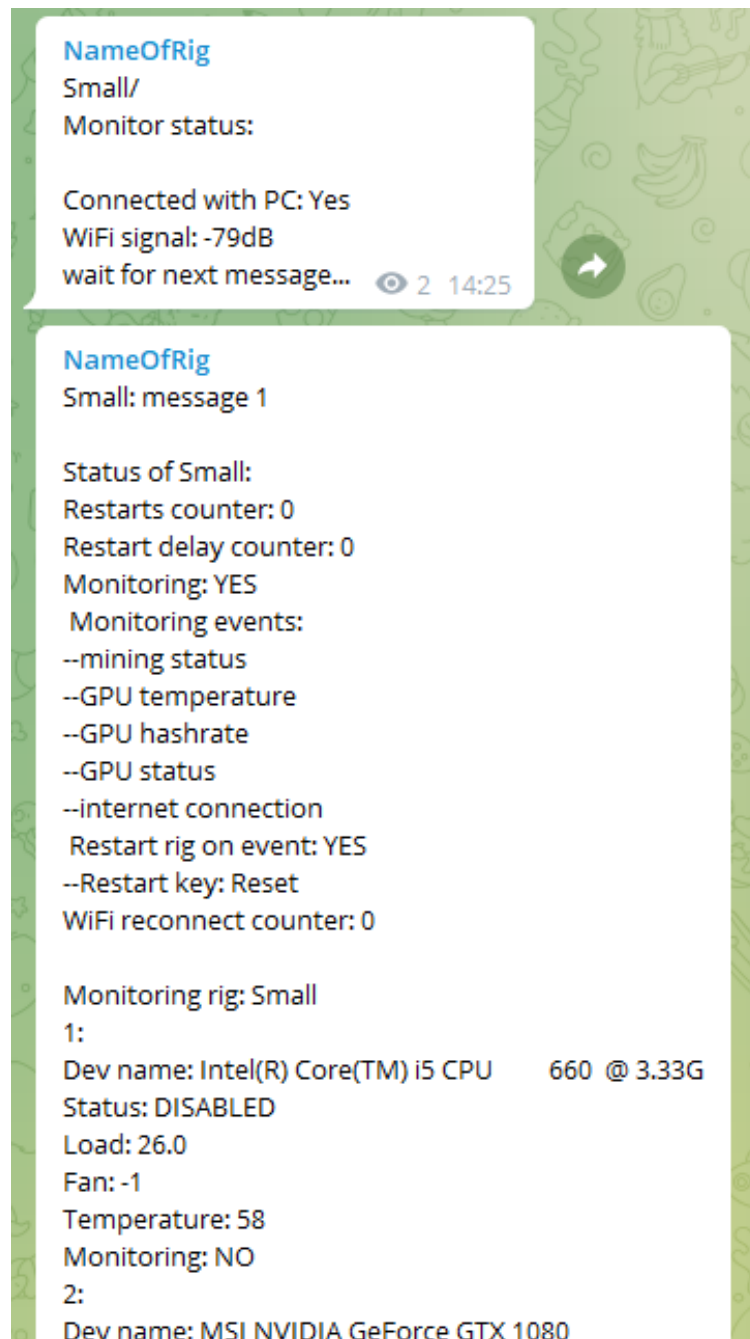 NameOfRig
Small/
Monitor status:
Connected with PC: Yes
WiFi signal: -79dB
wait for next message... 2 14:25
NameOfRig
Small: message 1
Status of Small:
Restarts counter: 0
Restart delay counter: 0
Monitoring: YES
Monitoring events:
--mining status
--GPU temperature
--GPU hashrate
--GPU status
--internet connection
Restart rig on event: YES
--Restart key: Reset
WiFi reconnect counter: 0
Monitoring rig: Small
1:
Dev name: Intel(R) Core(TM) i5 CPU 660 @ 3.33G
Status: DISABLED
Load: 26.0
Fan: -1
Temperature: 58
Monitoring: NO
2:
Dev name: MSI NVIDIA GeForce GTX 1080